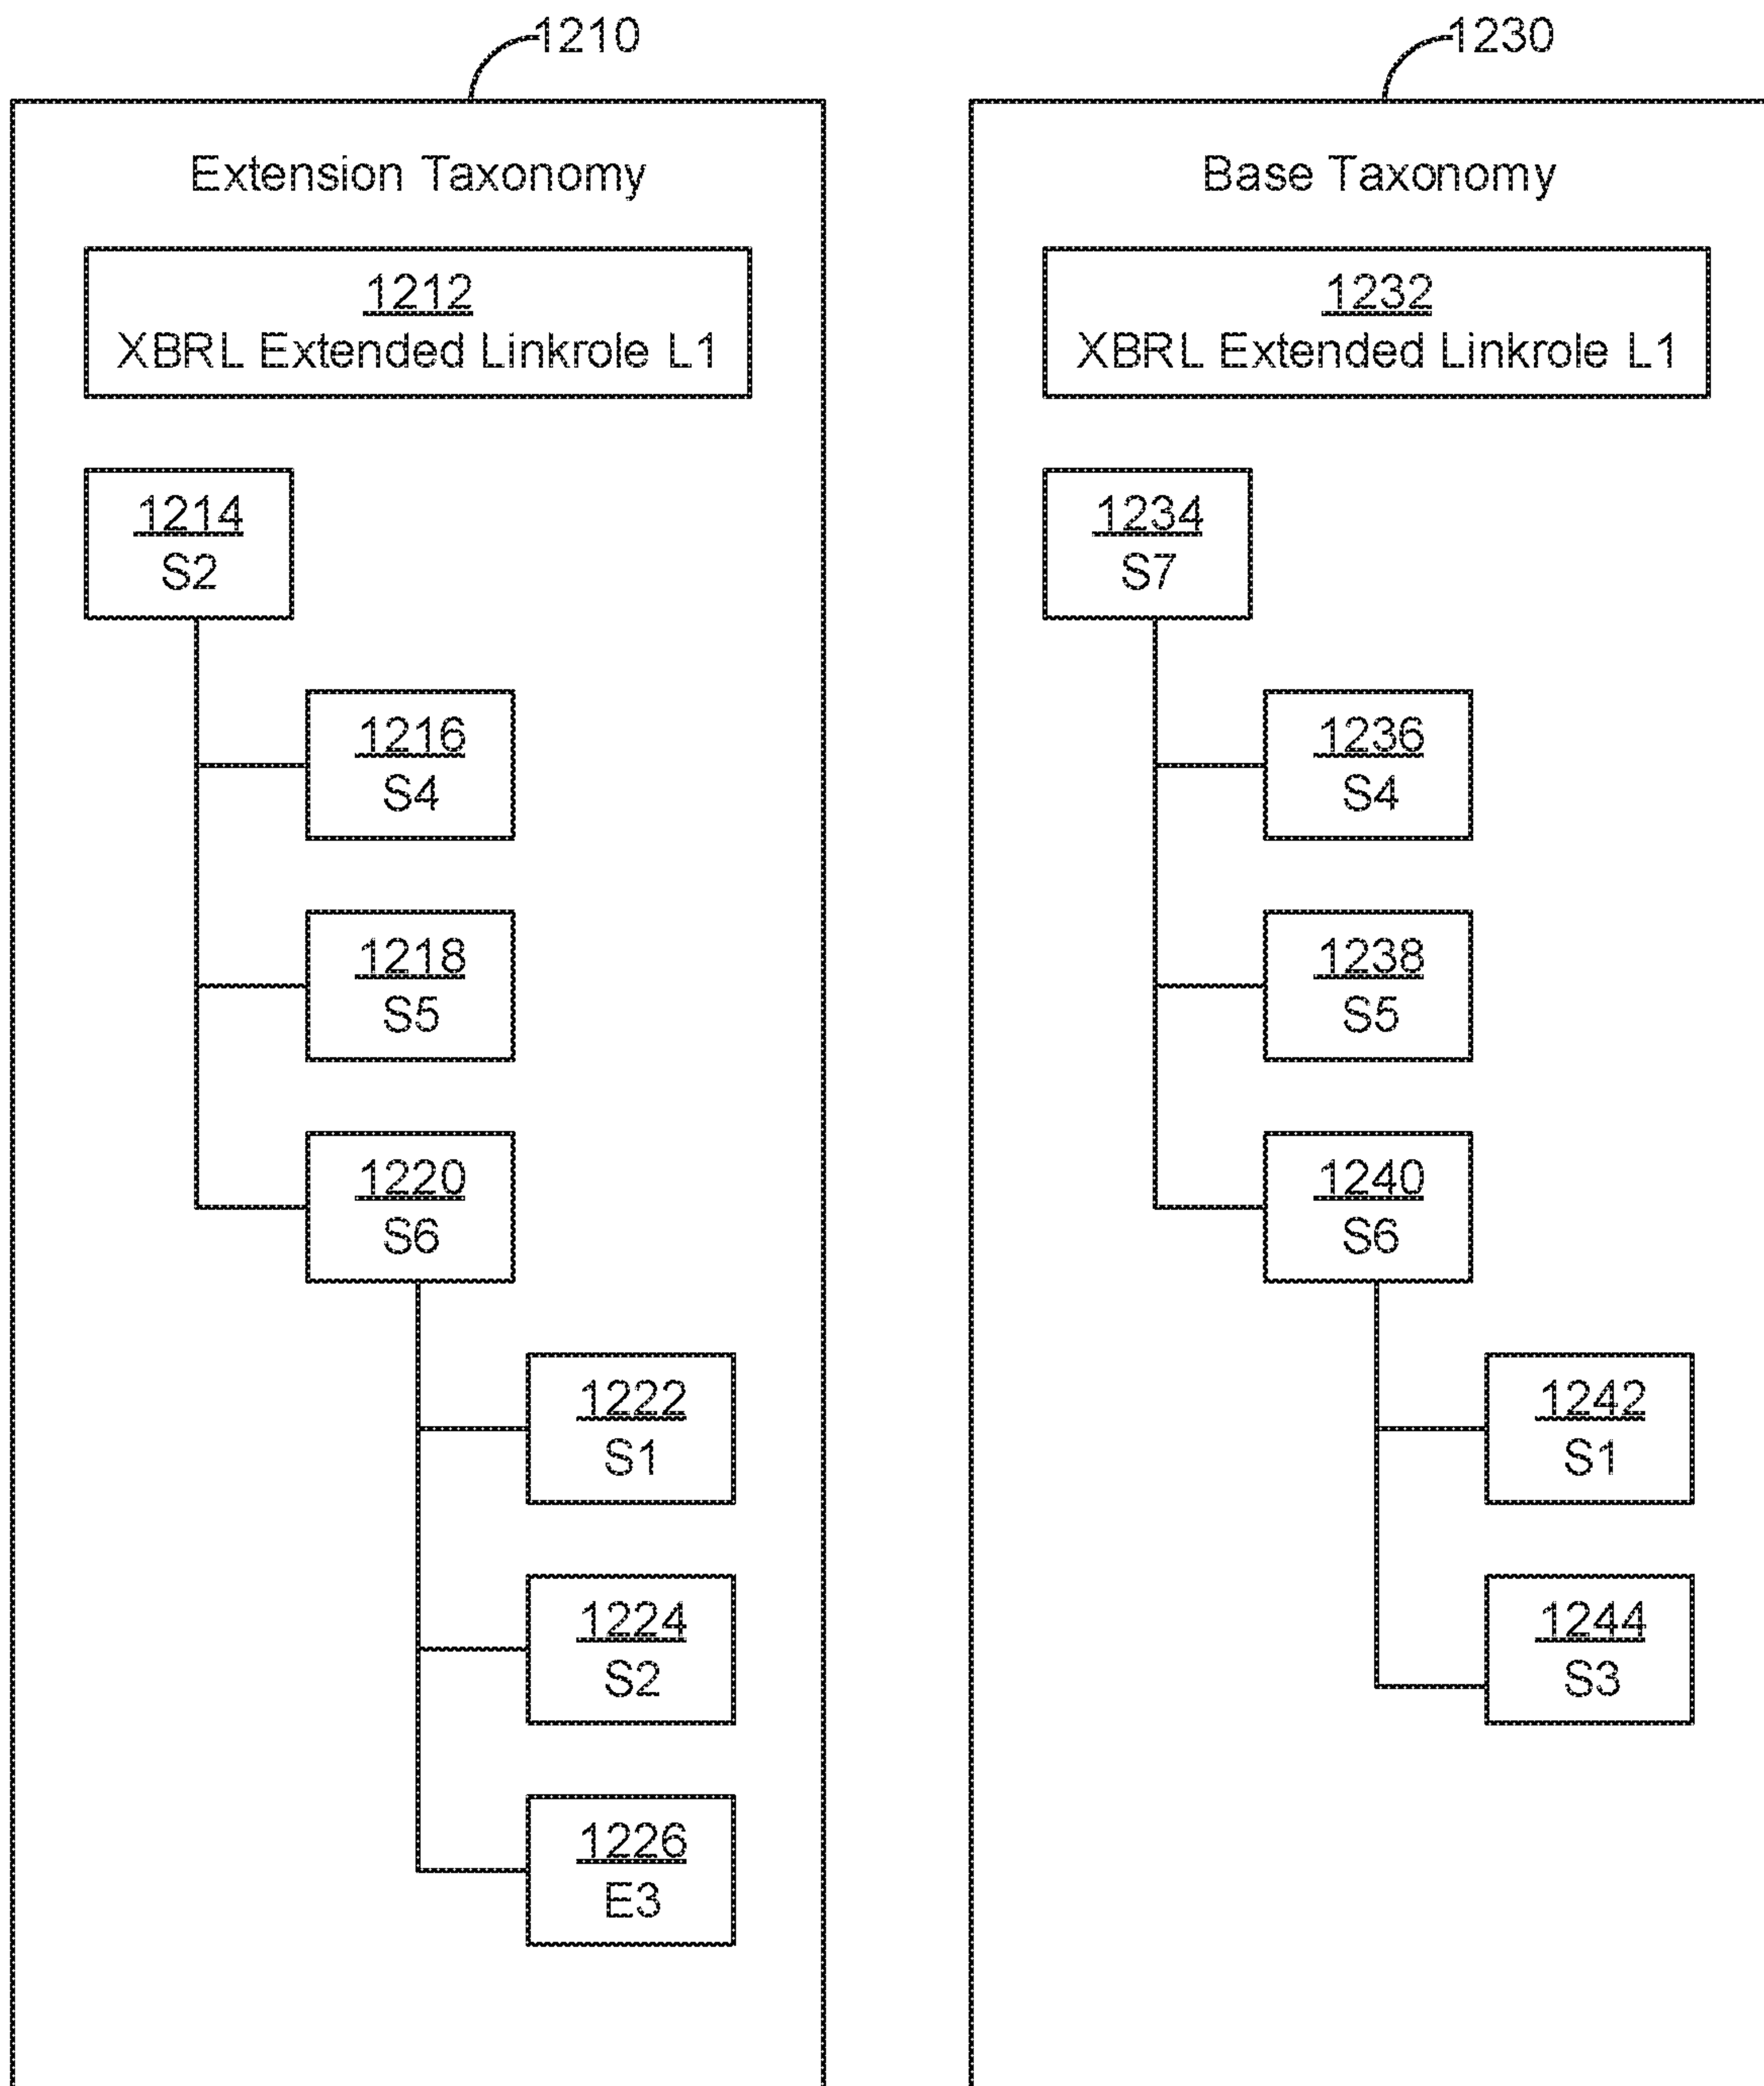 1210
Extension Taxonomy
1212
XBRL Extended Linkrole L1
1214
S2
1216
S4
1218
S5
1220
S6
1222
S1
1224
S2
1226
E3
1230
Base Taxonomy
1232
XBRL Extended Linkrole L1
1234
S7
1236
S4
1238
S5
1240
S6
1242
S1
1244
S3